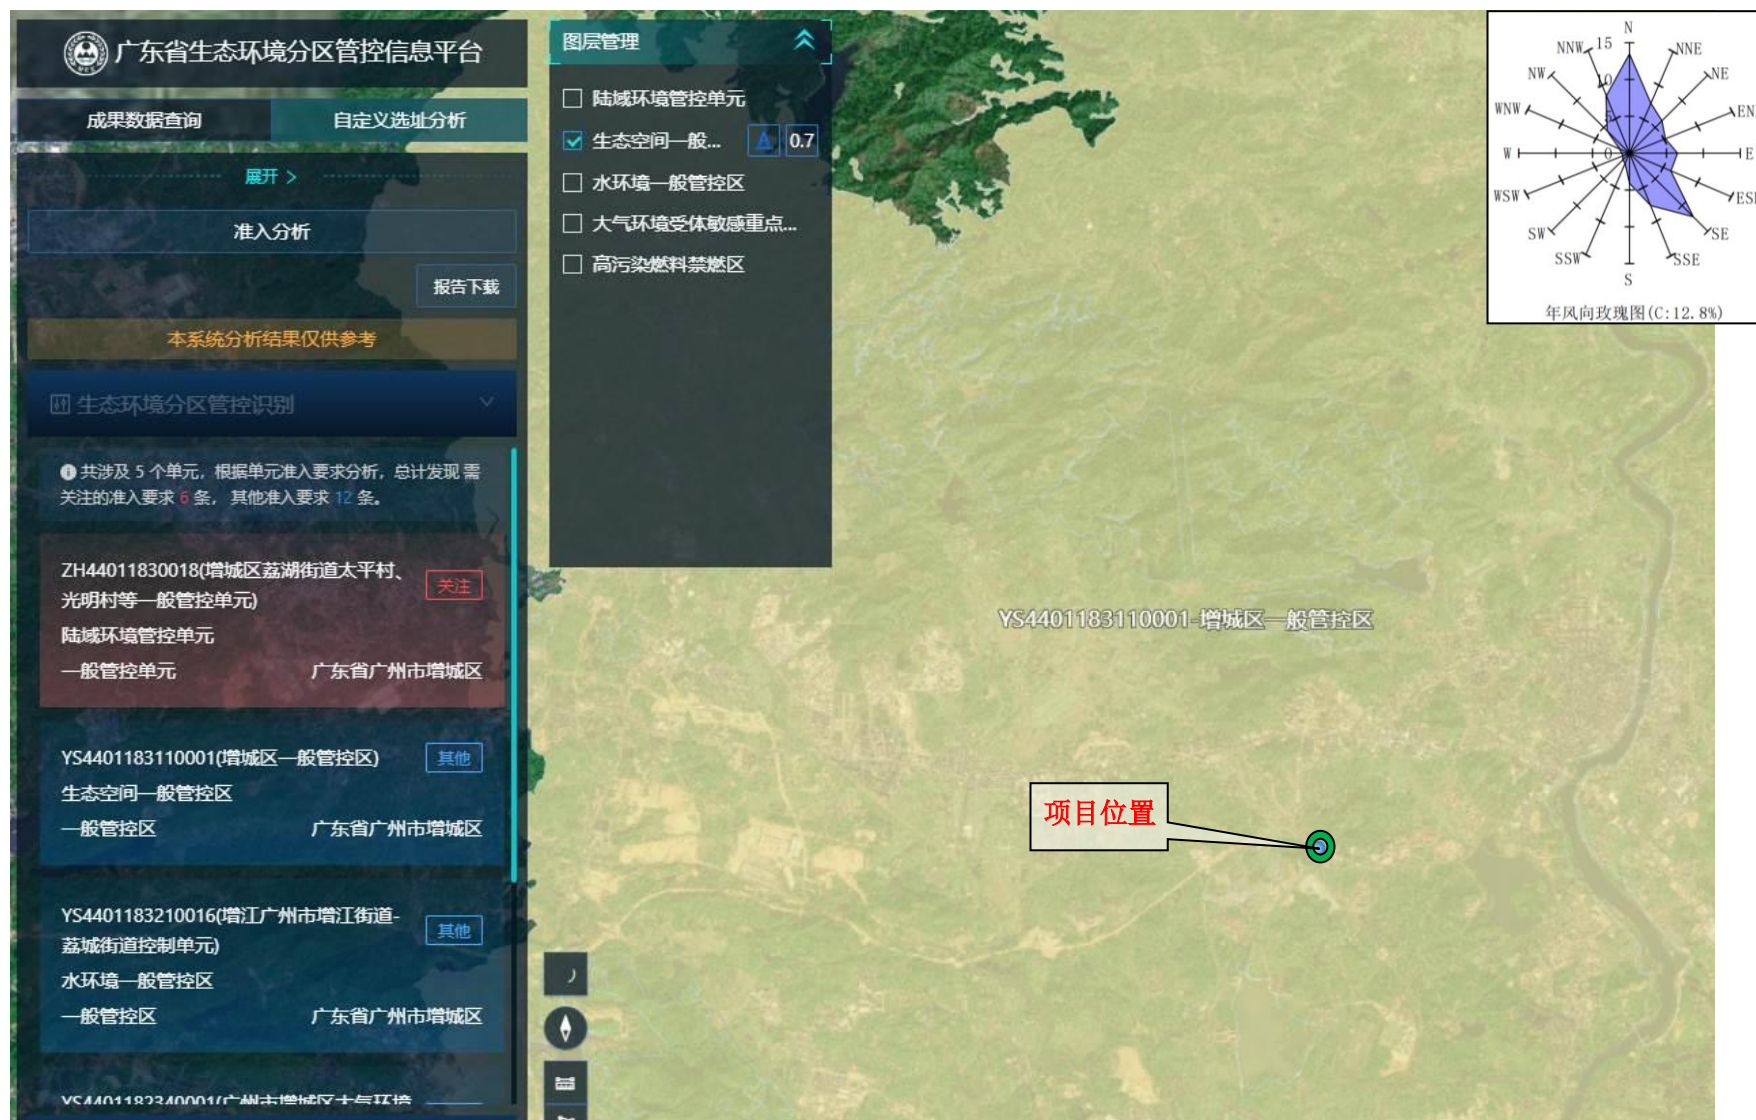 广东省生态环境分区管控信息平台
成果数据查询
自定义选址分析
展开 >
准入分析
报告下载
本系统分析结果仅供参考
生态环境分区管控识别
共涉及 5 个单元，根据单元准入要求分析，总计发现 需
关注的准入要求 6 条， 其他准入要求 12 条。
ZH44011830018(增城区荔湖街道太平村、
光明村等一般管控单元)
关注
陆域环境管控单元
一般管控单元
广东省广州市增城区
YS4401183110001(增城区一般管控区)
其他
生态空间一般管控区
一般管控区
广东省广州市增城区
YS4401183210016(增江广州市增江街道-
荔城街道控制单元)
其他
水环境一般管控区
一般管控区
广东省广州市增城区
YS4401182340001(广州市增城区大气环境
图层管理
陆域环境管控单元
生态空间一般...
A
0.7
水环境一般管控区
大气环境受体敏感重点...
高污染燃料禁燃区
YS4401183110001-增城区一般管控区
项目位置
N
NNW
15
NNE
NW
10
NE
WNW
EN
W
0
E
WSW
ESE
SW
SE
SSW
SSE
S
年风向玫瑰图(C:12.8%)